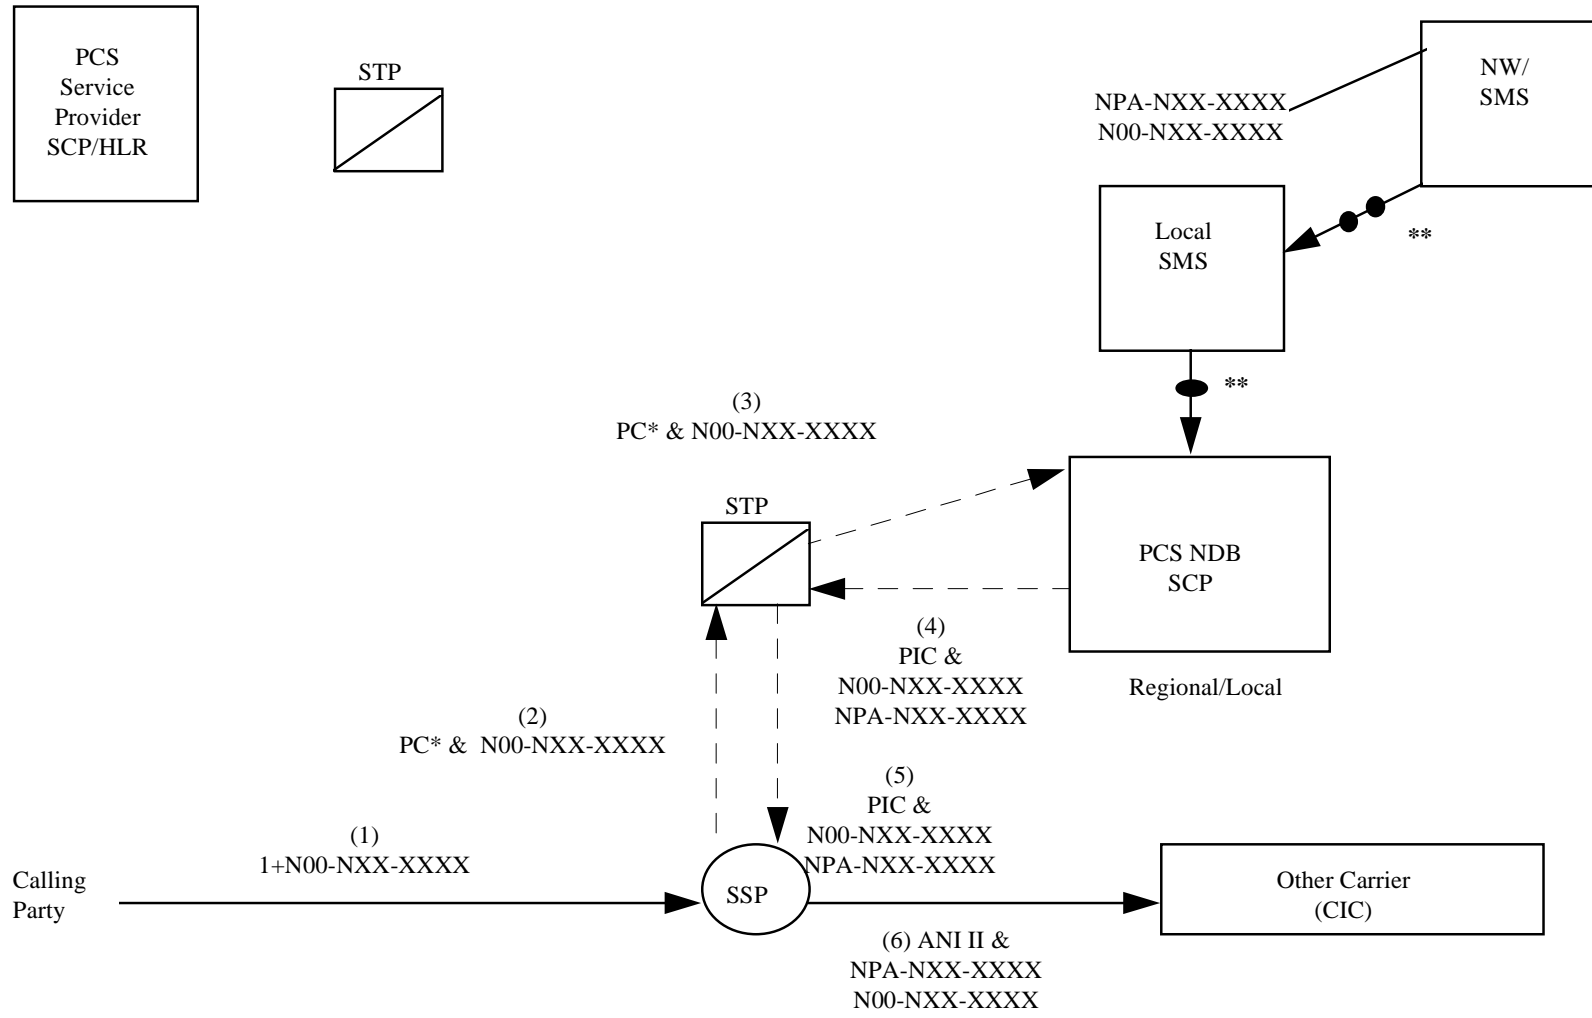 PCS
Service
Provider
SCP/HLR
STP
NPA-NXX-XXXX
N00-NXX-XXXX
NW/
SMS
Local
SMS
**
**
(3)
PC* & N00-NXX-XXXX
STP
PCS NDB
SCP
(4)
PIC &
N00-NXX-XXXX
NPA-NXX-XXXX
Regional/Local
(2)
PC* &  N00-NXX-XXXX
(5)
PIC &
N00-NXX-XXXX
NPA-NXX-XXXX
(1)
1+N00-NXX-XXXX
Calling
Party
SSP
Other Carrier
(CIC)
(6) ANI II &
NPA-NXX-XXXX
N00-NXX-XXXX